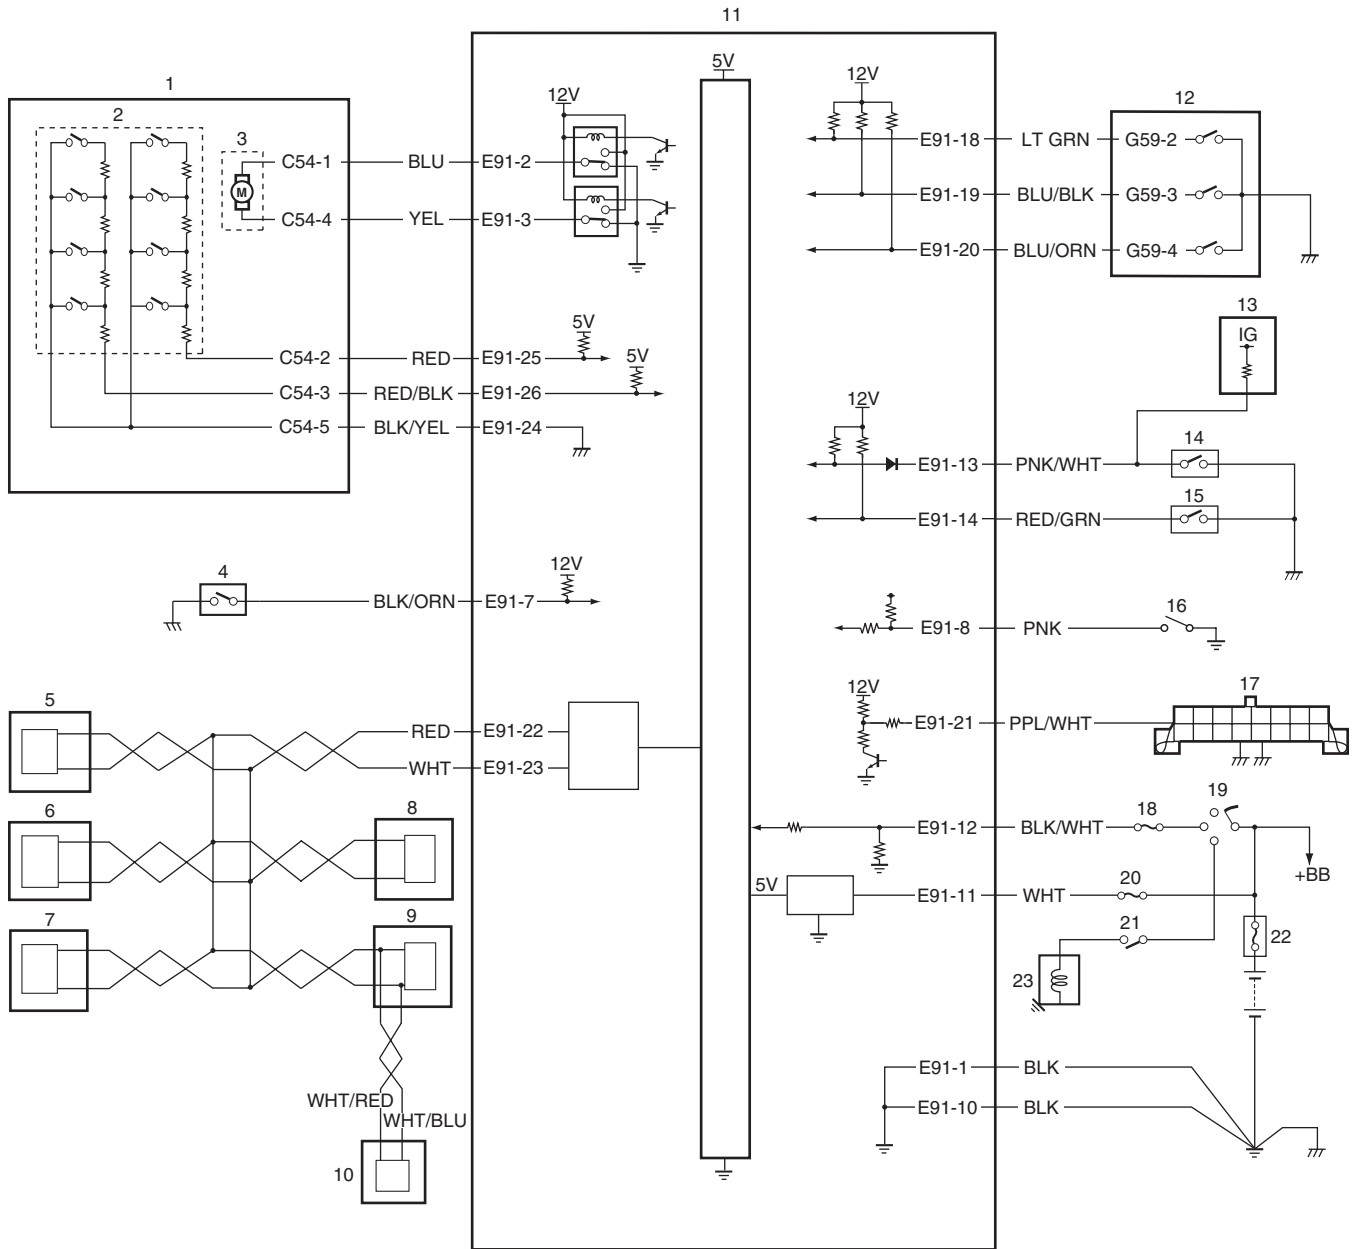 11
5V
1
12V
12V
12
2
3
C54-1
BLU
E91-2
E91-18
LT GRN
G59-2
M
E91-19
BLU/BLK
G59-3
C54-4
YEL
E91-3
E91-20
BLU/ORN
G59-4
13
IG
5V
5V
C54-2
RED
E91-25
C54-3
RED/BLK
E91-26
12V
C54-5
BLK/YEL
E91-24
14
E91-13
PNK/WHT
15
E91-14
RED/GRN
12V
4
BLK/ORN
E91-7
16
E91-8
PNK
5
12V
17
RED
E91-22
E91-21
PPL/WHT
WHT
E91-23
19
6
8
18
E91-12
BLK/WHT
+BB
5V
20
E91-11
WHT
7
9
21
22
23
E91-1
BLK
WHT/RED
E91-10
BLK
WHT/BLU
10